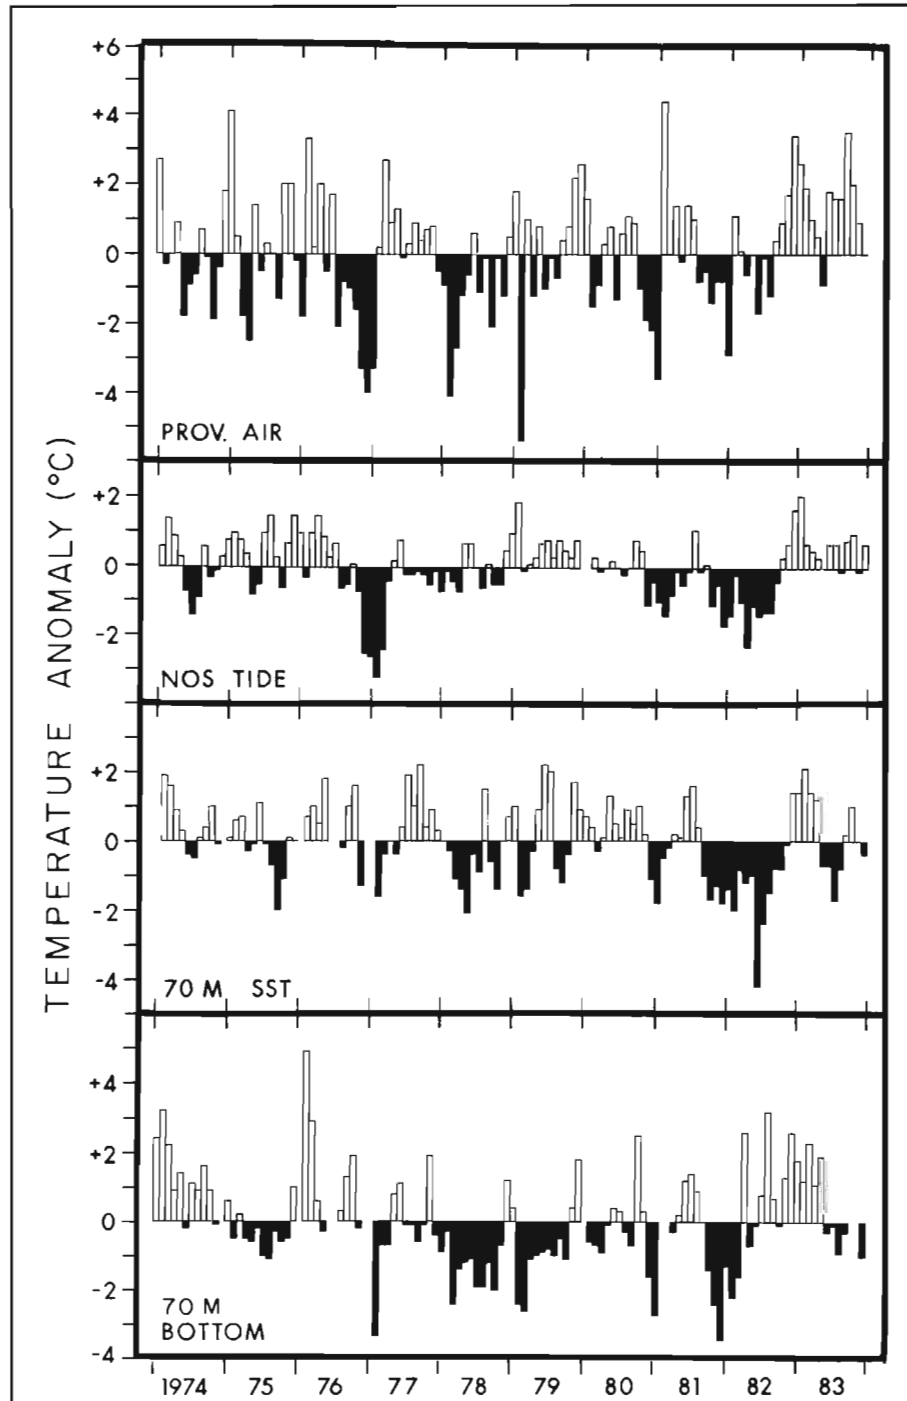 TEMPERATURE ANOMALY (°C)
+6
+4
+2
0
-2
-4
PROV. AIR
+2
0
-2
NOS TIDE
+2
0
-2
-4
70 M SST
+4
+2
0
-2
-4
70 M
BOTTOM
1974 75 76 77 78 79 80 81 82 83